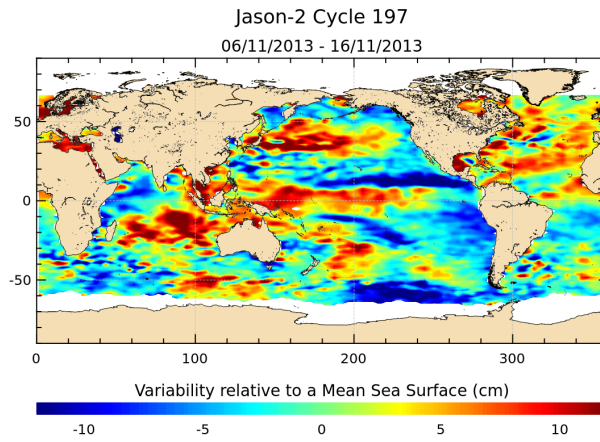 Jason-2 Cycle 197
06/11/2013 - 16/11/2013
50
0
-50
0 100 200 300
Variability relative to a Mean Sea Surface (cm)
-10 -5 0 5 10